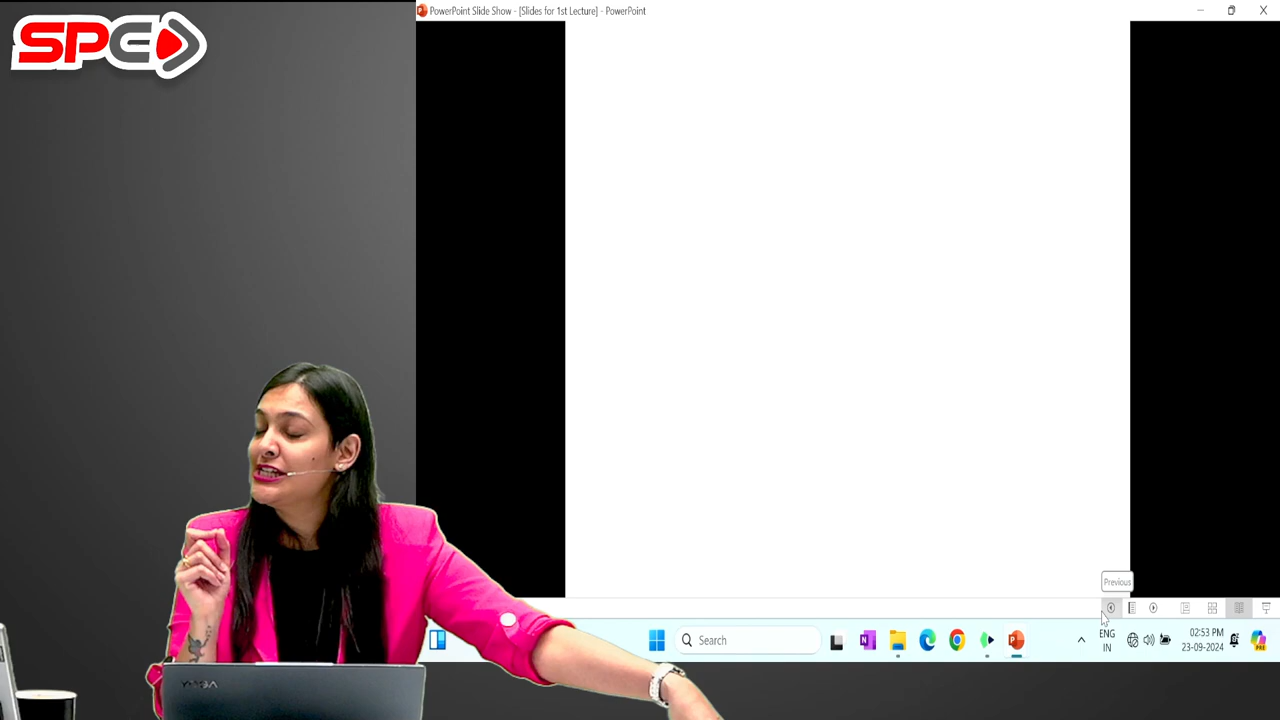 SPE
PowerPoint Slide Show - [Slides for 1st Lecture] - PowerPoint
Previous
Search
ENG
IN
02:53 PM
23-09-2024
PRE
YOGA